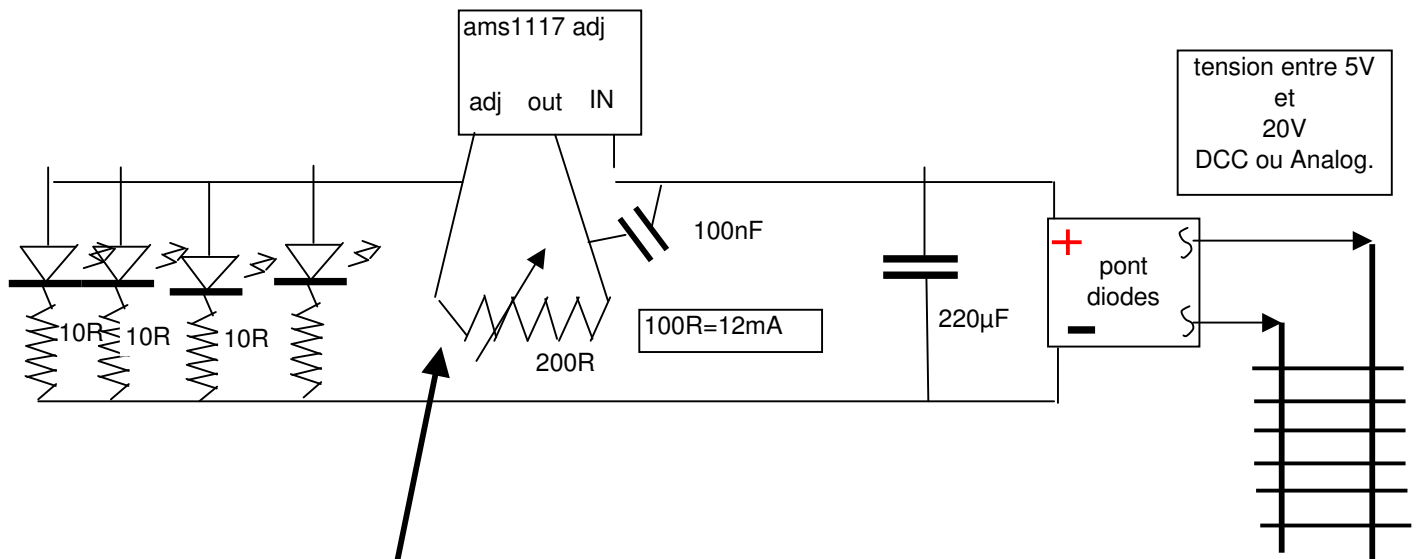 ams1117 adj
adj out IN
tension entre 5V
et
20V
DCC ou Analog.
100nF
+
pont
diodes
-
10R
10R
10R
200R
100R=12mA
220µF